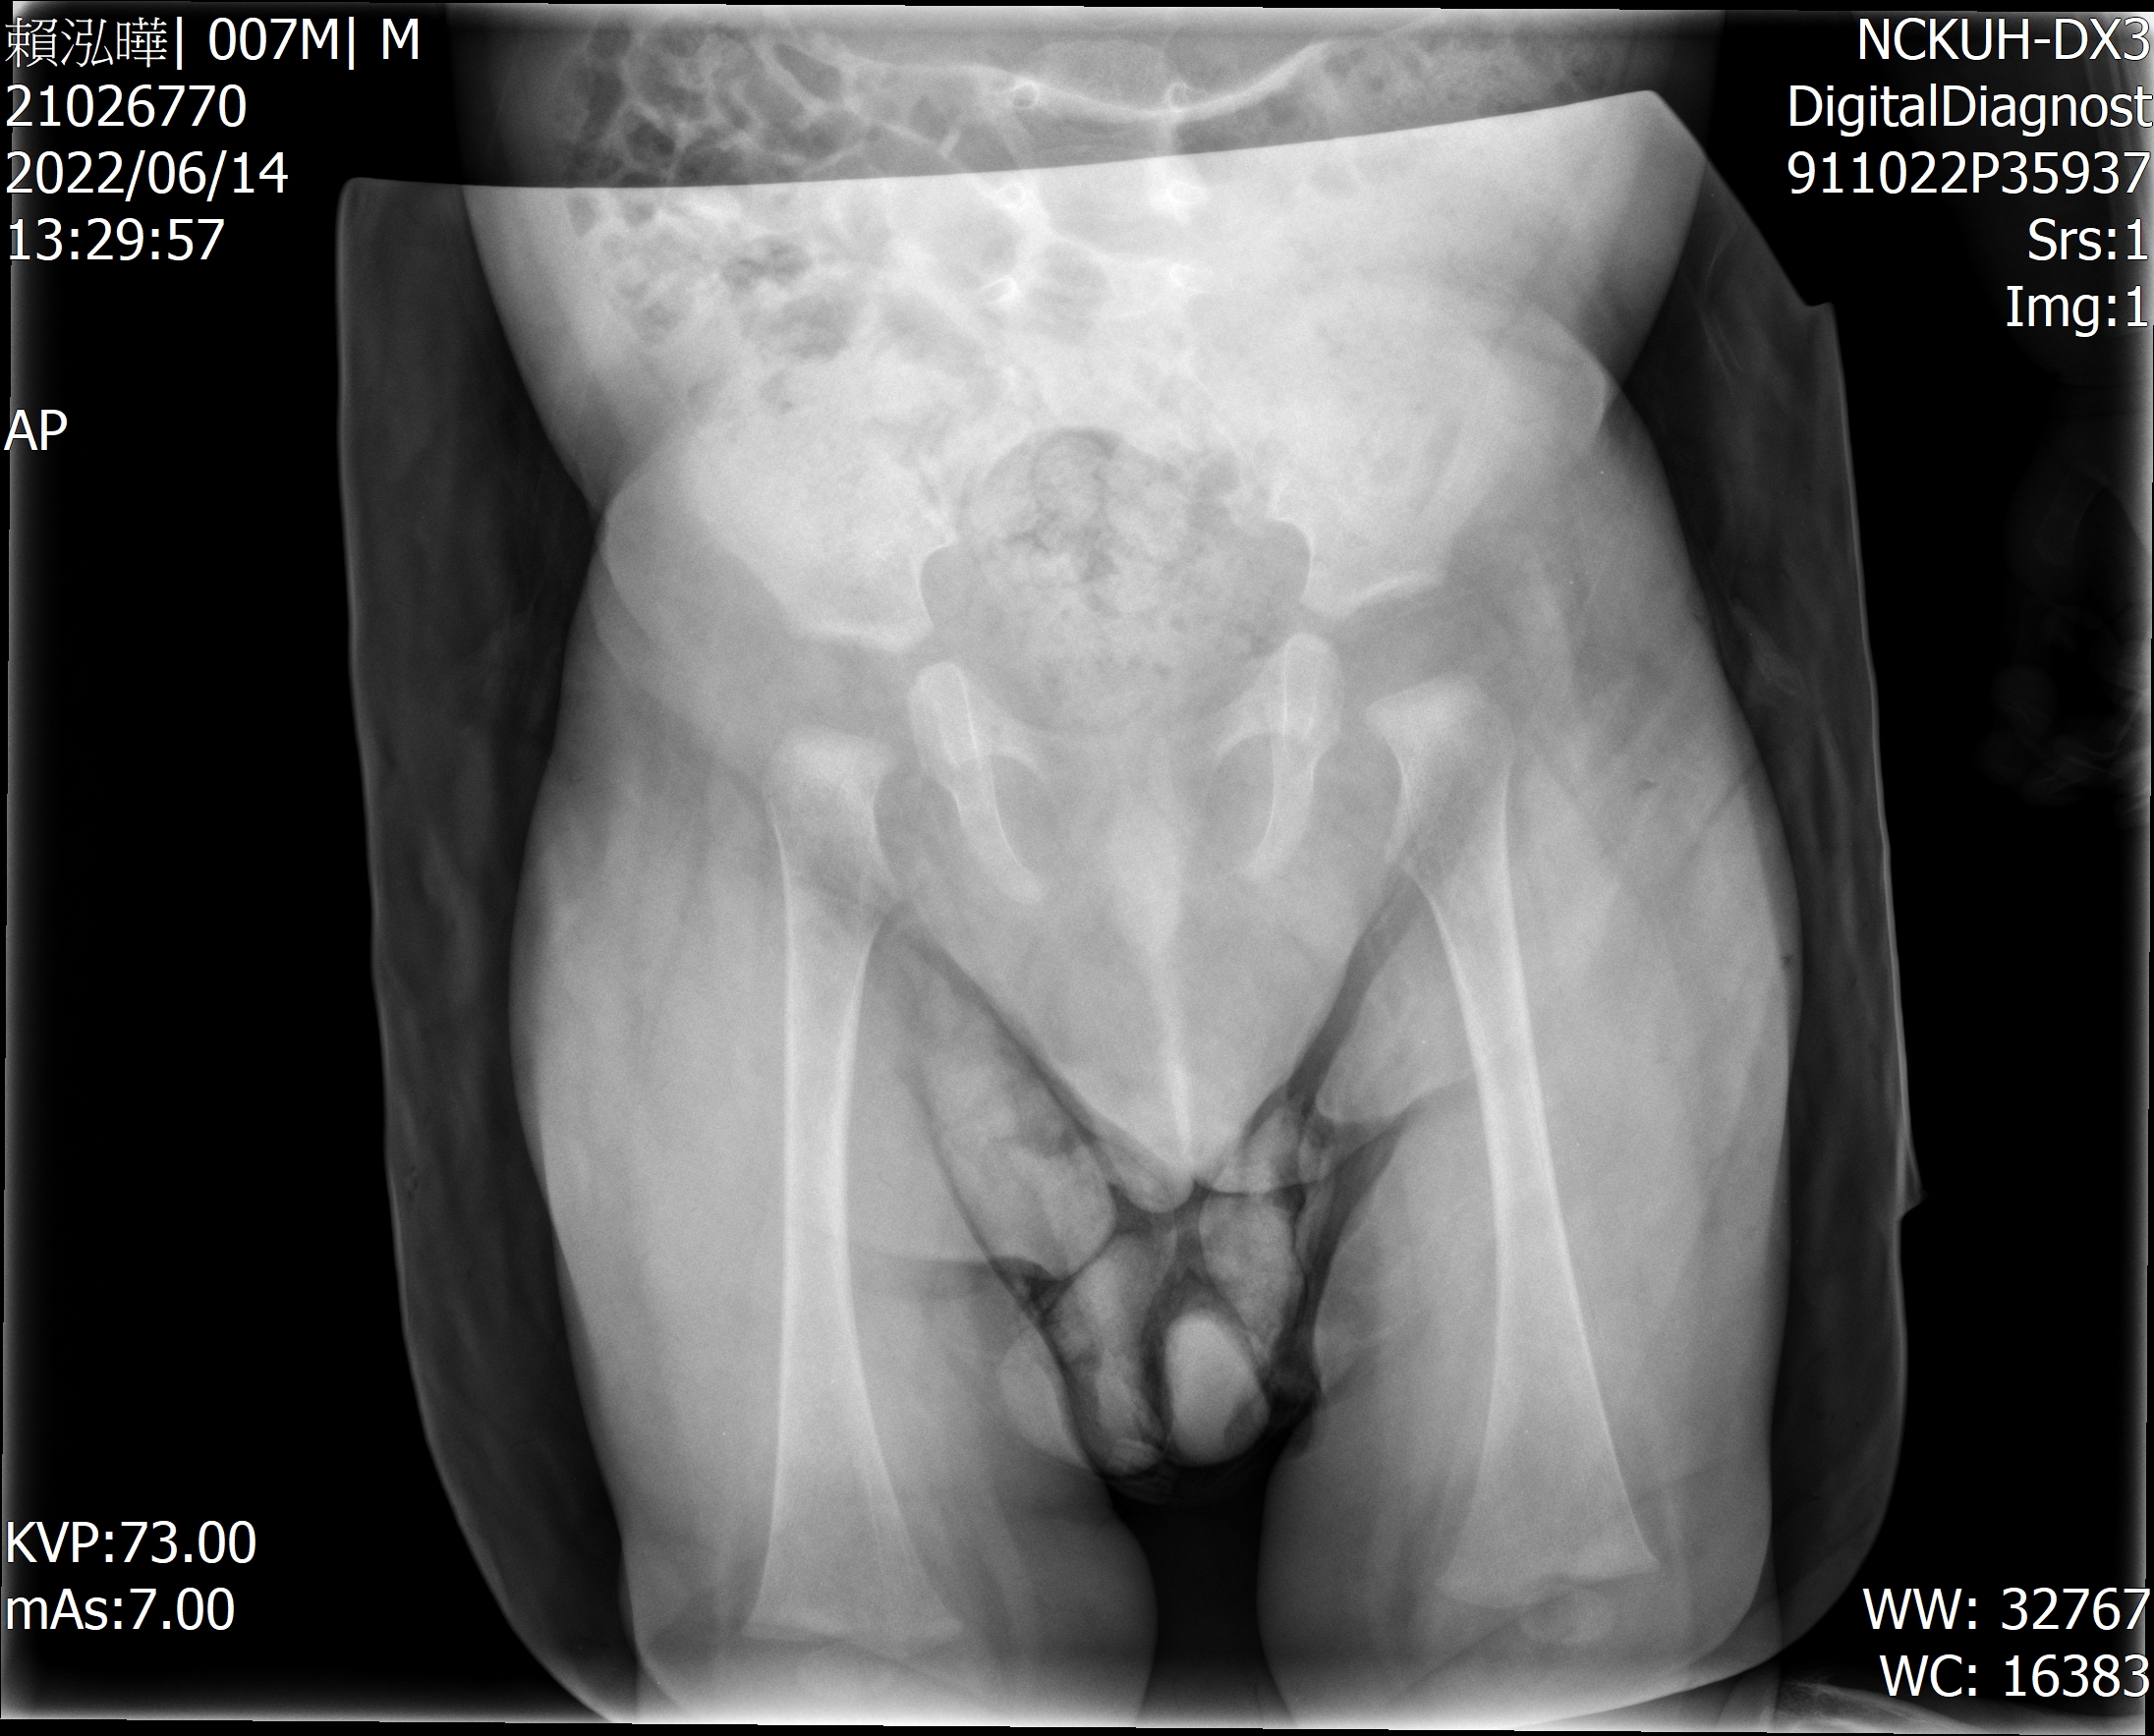 賴泓曄| 007M| M
21026770
2022/06/14
13:29:57
AP
NCKUH-DX3
DigitalDiagnost
911022P35937
Srs:1
Img:1
KVP:73.00
mAs:7.00
WW: 32767
WC: 16383